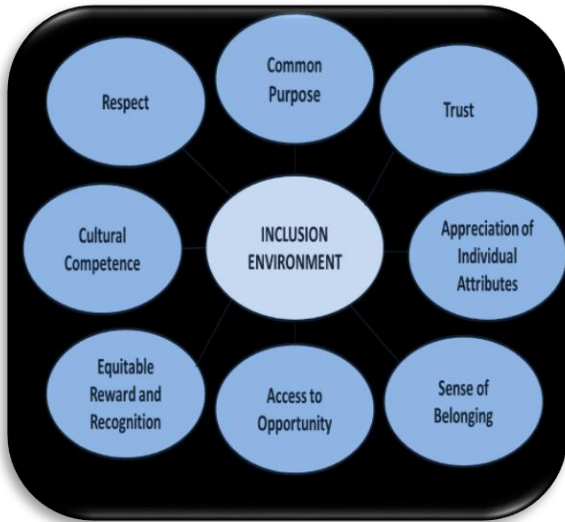 Common
Purpose
Respect
Trust
Cultural
Competence
INCLUSION
ENVIRONMENT
Appreciation of
Individual
Attributes
Equitable
Reward and
Recognition
Access to
Opportunity
Sense of
Belonging